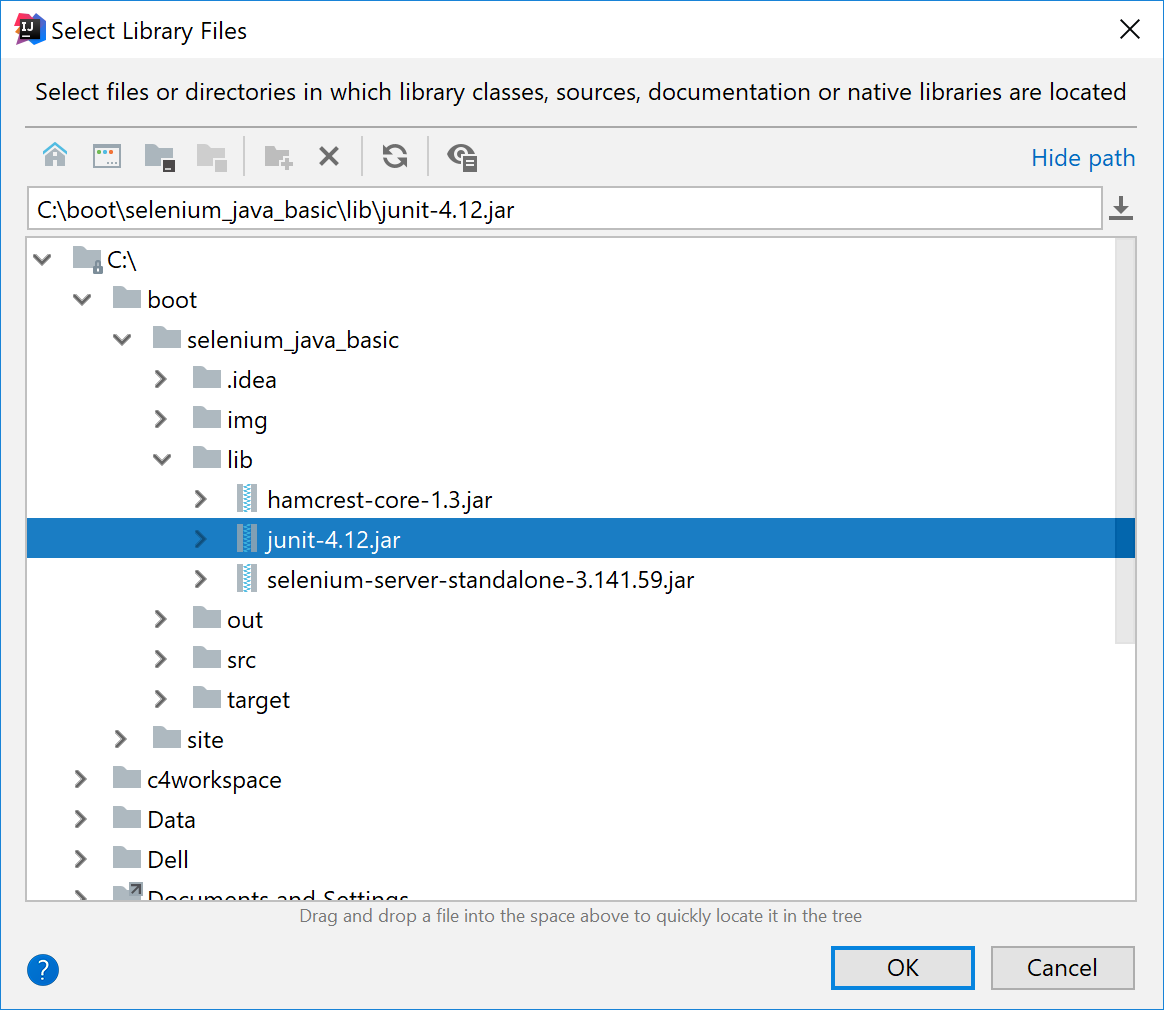 Select Library Files
Select files or directories in which library classes, sources, documentation or native libraries are located
Hide path
C:\boot\selenium_java_basic\lib\junit-4.12.jar
C:\
boot
selenium_java_basic
.idea
img
lib
hamcrest-core-1.3.jar
junit-4.12.jar
selenium-server-standalone-3.141.59.jar
out
src
target
site
c4workspace
Data
Dell
Documents and Settings
Drag and drop a file into the space above to quickly locate it in the tree
?
OK
Cancel